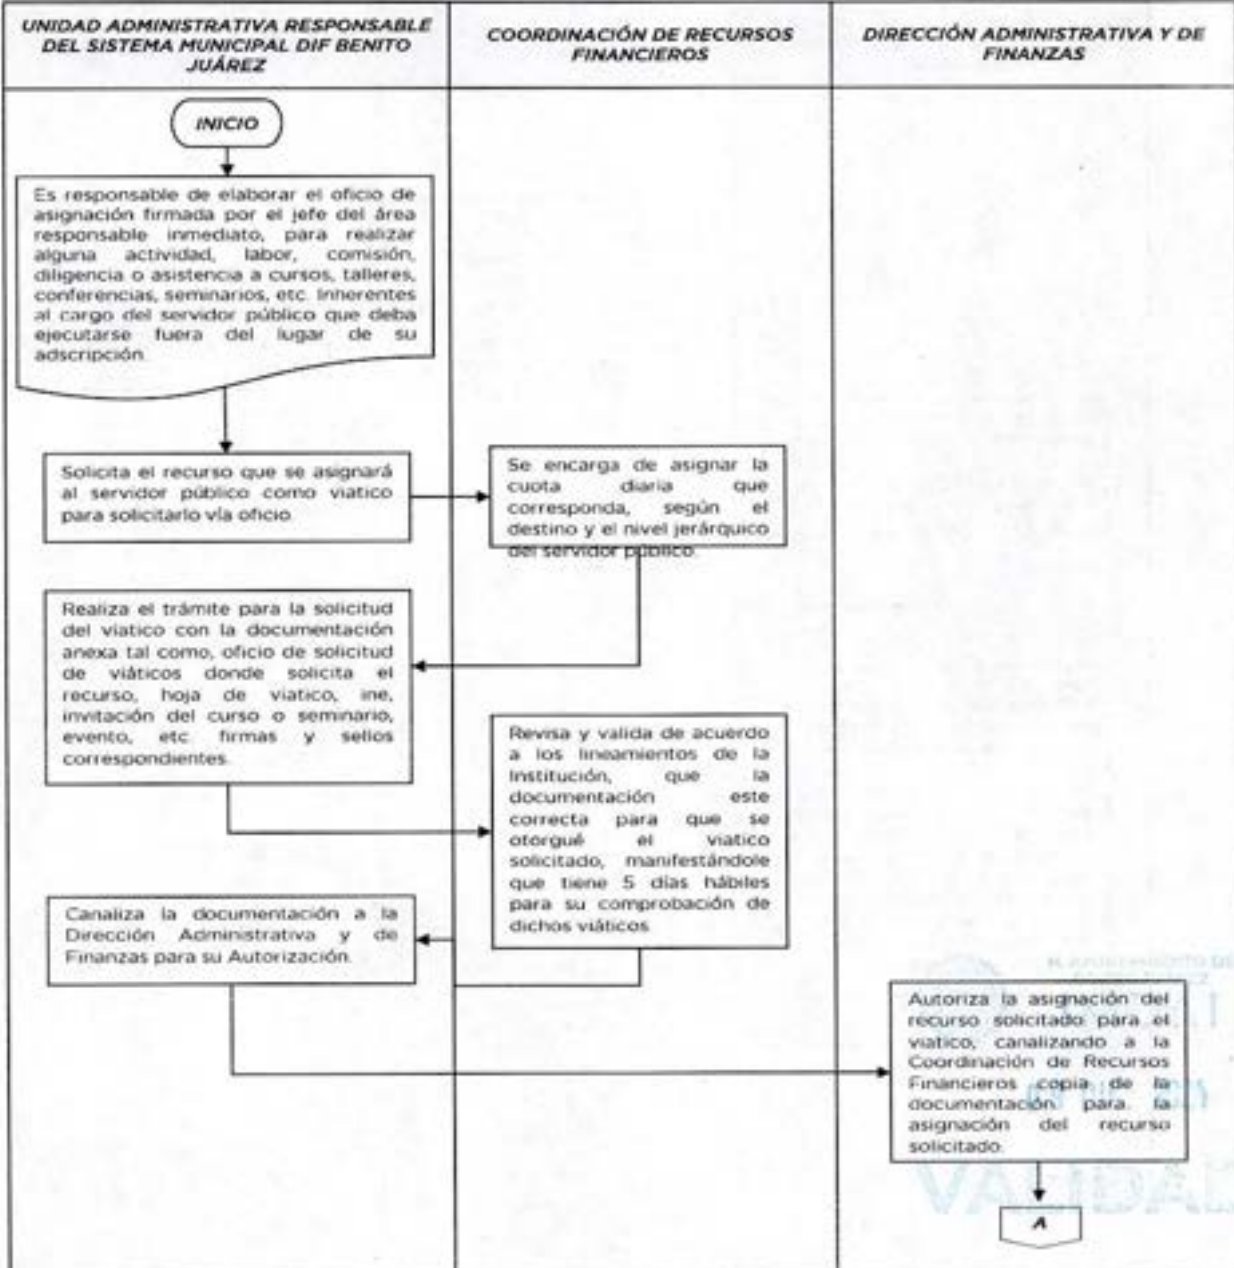 UNIDAD ADMINISTRATIVA RESPONSABLE
DEL SISTEMA MUNICIPAL DIF BENITO
JUÁREZ
COORDINACIÓN DE RECURSOS
FINANCIEROS
DIRECCIÓN ADMINISTRATIVA Y DE
FINANZAS
INICIO
Es responsable de elaborar el oficio de
asignación firmada por el jefe del área
responsable inmediato, para realizar
alguna actividad, labor, comisión,
diligencia o asistencia a cursos, talleres,
conferencias, seminarios, etc. Inherentes
al cargo del servidor público que deba
ejecutarse fuera del lugar de su
adscripción.
Solicita el recurso que se asignará
al servidor público como viatico
para solicitarlo vía oficio.
Se encarga de asignar la
cuota diaria que
corresponda, según el
destino y el nivel jerárquico
del servidor público.
Realiza el trámite para la solicitud
del viatico con la documentación
anexa tal como, oficio de solicitud
de viáticos donde solicita el
recurso, hoja de viatico, ine,
invitación del curso o seminario,
evento, etc firmas y sellos
correspondientes.
Revisa y valida de acuerdo
a los lineamientos de la
Institución, que la
documentación este
correcta para que se
otorgué el viatico
solicitado, manifestándole
que tiene 5 días hábiles
para su comprobación de
dichos viáticos.
Canaliza la documentación a la
Dirección Administrativa y de
Finanzas para su Autorización.
Autoriza la asignación del
recurso solicitado para el
viatico, canalizando a la
Coordinación de Recursos
Financieros copia de la
documentación para la
asignación del recurso
solicitado.
A